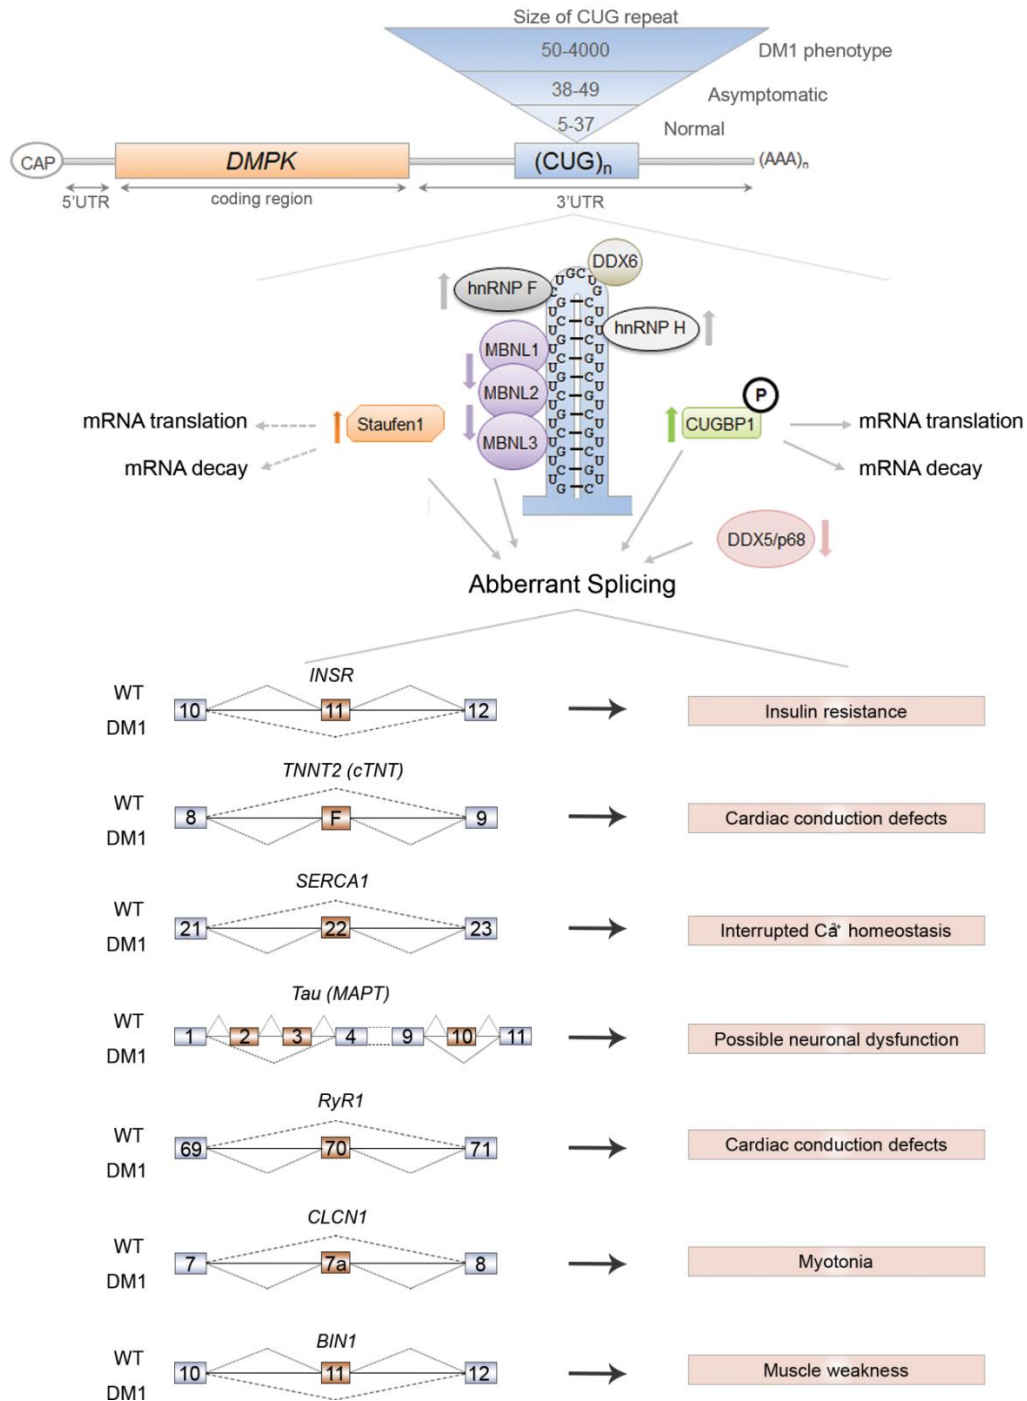 Size of CUG repeat
50-4000
DM1 phenotype
38-49
Asymptomatic
5-37
Normal
CAP
DMPK
(CUG)n
(AAA)n
5'UTR
coding region
3'UTR
DDX6
hnRNP F
U G C U
C G
hnRNP H
MBNL1
MBNL2
MBNL3
P
mRNA translation
Staufen1
CUGBP1
mRNA translation
mRNA decay
mRNA decay
DDX5/p68
Abberrant Splicing
INSR
WT
10 11 12
Insulin resistance
DM1
TNNT2 (cTNT)
WT
8 F 9
Cardiac conduction defects
DM1
SERCA1
WT
21 22 23
Interrupted Câ⁺ homeostasis
DM1
Tau (MAPT)
WT
1 2 3 4 9 10 11
Possible neuronal dysfunction
DM1
RyR1
WT
69 70 71
Cardiac conduction defects
DM1
CLCN1
WT
7 7a 8
Myotonia
DM1
BIN1
WT
10 11 12
Muscle weakness
DM1